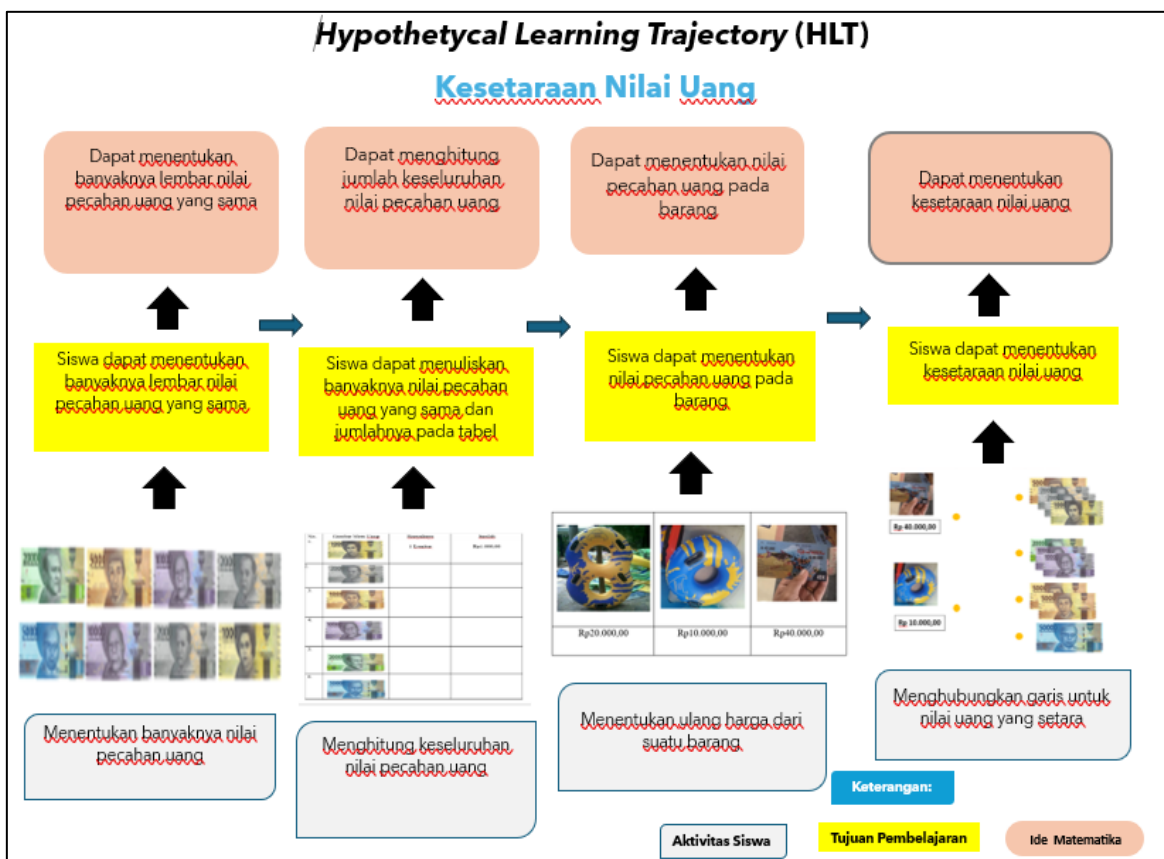 Hypothetycal Learning Trajectory (HLT)
Kesetaraan Nilai Uang
Dapat menentukan
banyaknya lembar nilai
pecahan uang yang sama
Dapat menghitung
jumlah keseluruhan
nilai pecahan uang
Dapat menentukan nilai
pecahan uang pada
barang
Dapat menentukan
kesetaraan nilai uang
Siswa dapat menentukan
banyaknya lembar nilai
pecahan uang yang sama
Siswa dapat menuliskan
banyaknya nilai pecahan
uang yang sama dan
jumlahnya pada tabel
Siswa dapat menentukan
nilai pecahan uang pada
barang
Siswa dapat menentukan
kesetaraan nilai uang
No.
Jumlah
1 Lembar
Rp20.000,00
Rp10.000,00
Rp40.000,00
Rp 40.000,00
Rp 10.000,00
Menentukan banyaknya nilai
pecahan uang
Menghitung keseluruhan
nilai pecahan uang
Menentukan ulang harga dari
suatu barang
Menghubungkan garis untuk
nilai uang yang setara
Keterangan:
Aktivitas Siswa
Tujuan Pembelajaran
Ide Matematika